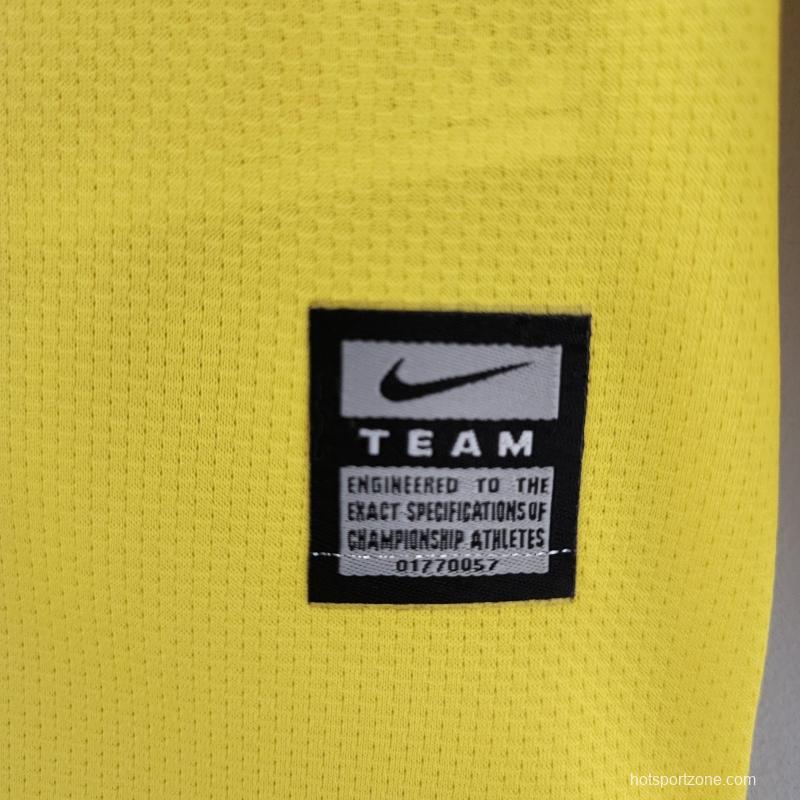 TEAM
ENGINEERED TO THE
EXACT SPECIFICATIONS OF
CHAMPIONSHIP ATHLETES
01770057
hotsportzone.com